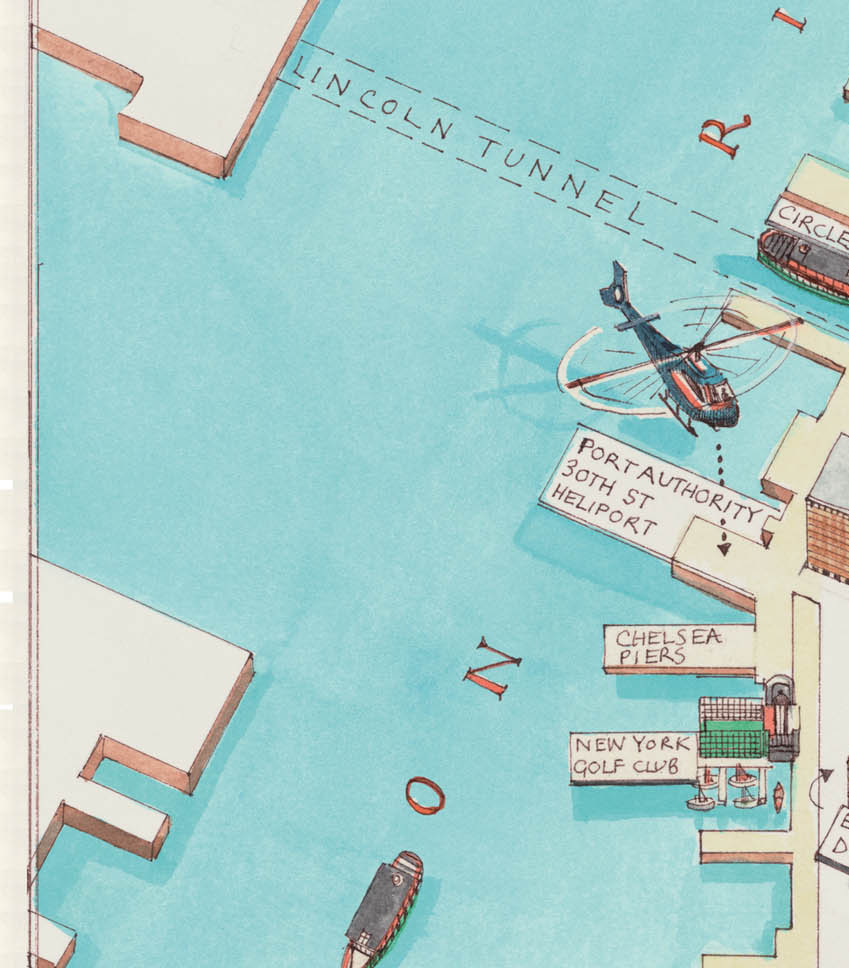 LINCOLN TUNNEL
I
R
CIRCLE
PORT AUTHORITY
30TH ST
HELIPORT
CHELSEA
PIERS
N
NEW YORK
GOLF CLUB
O